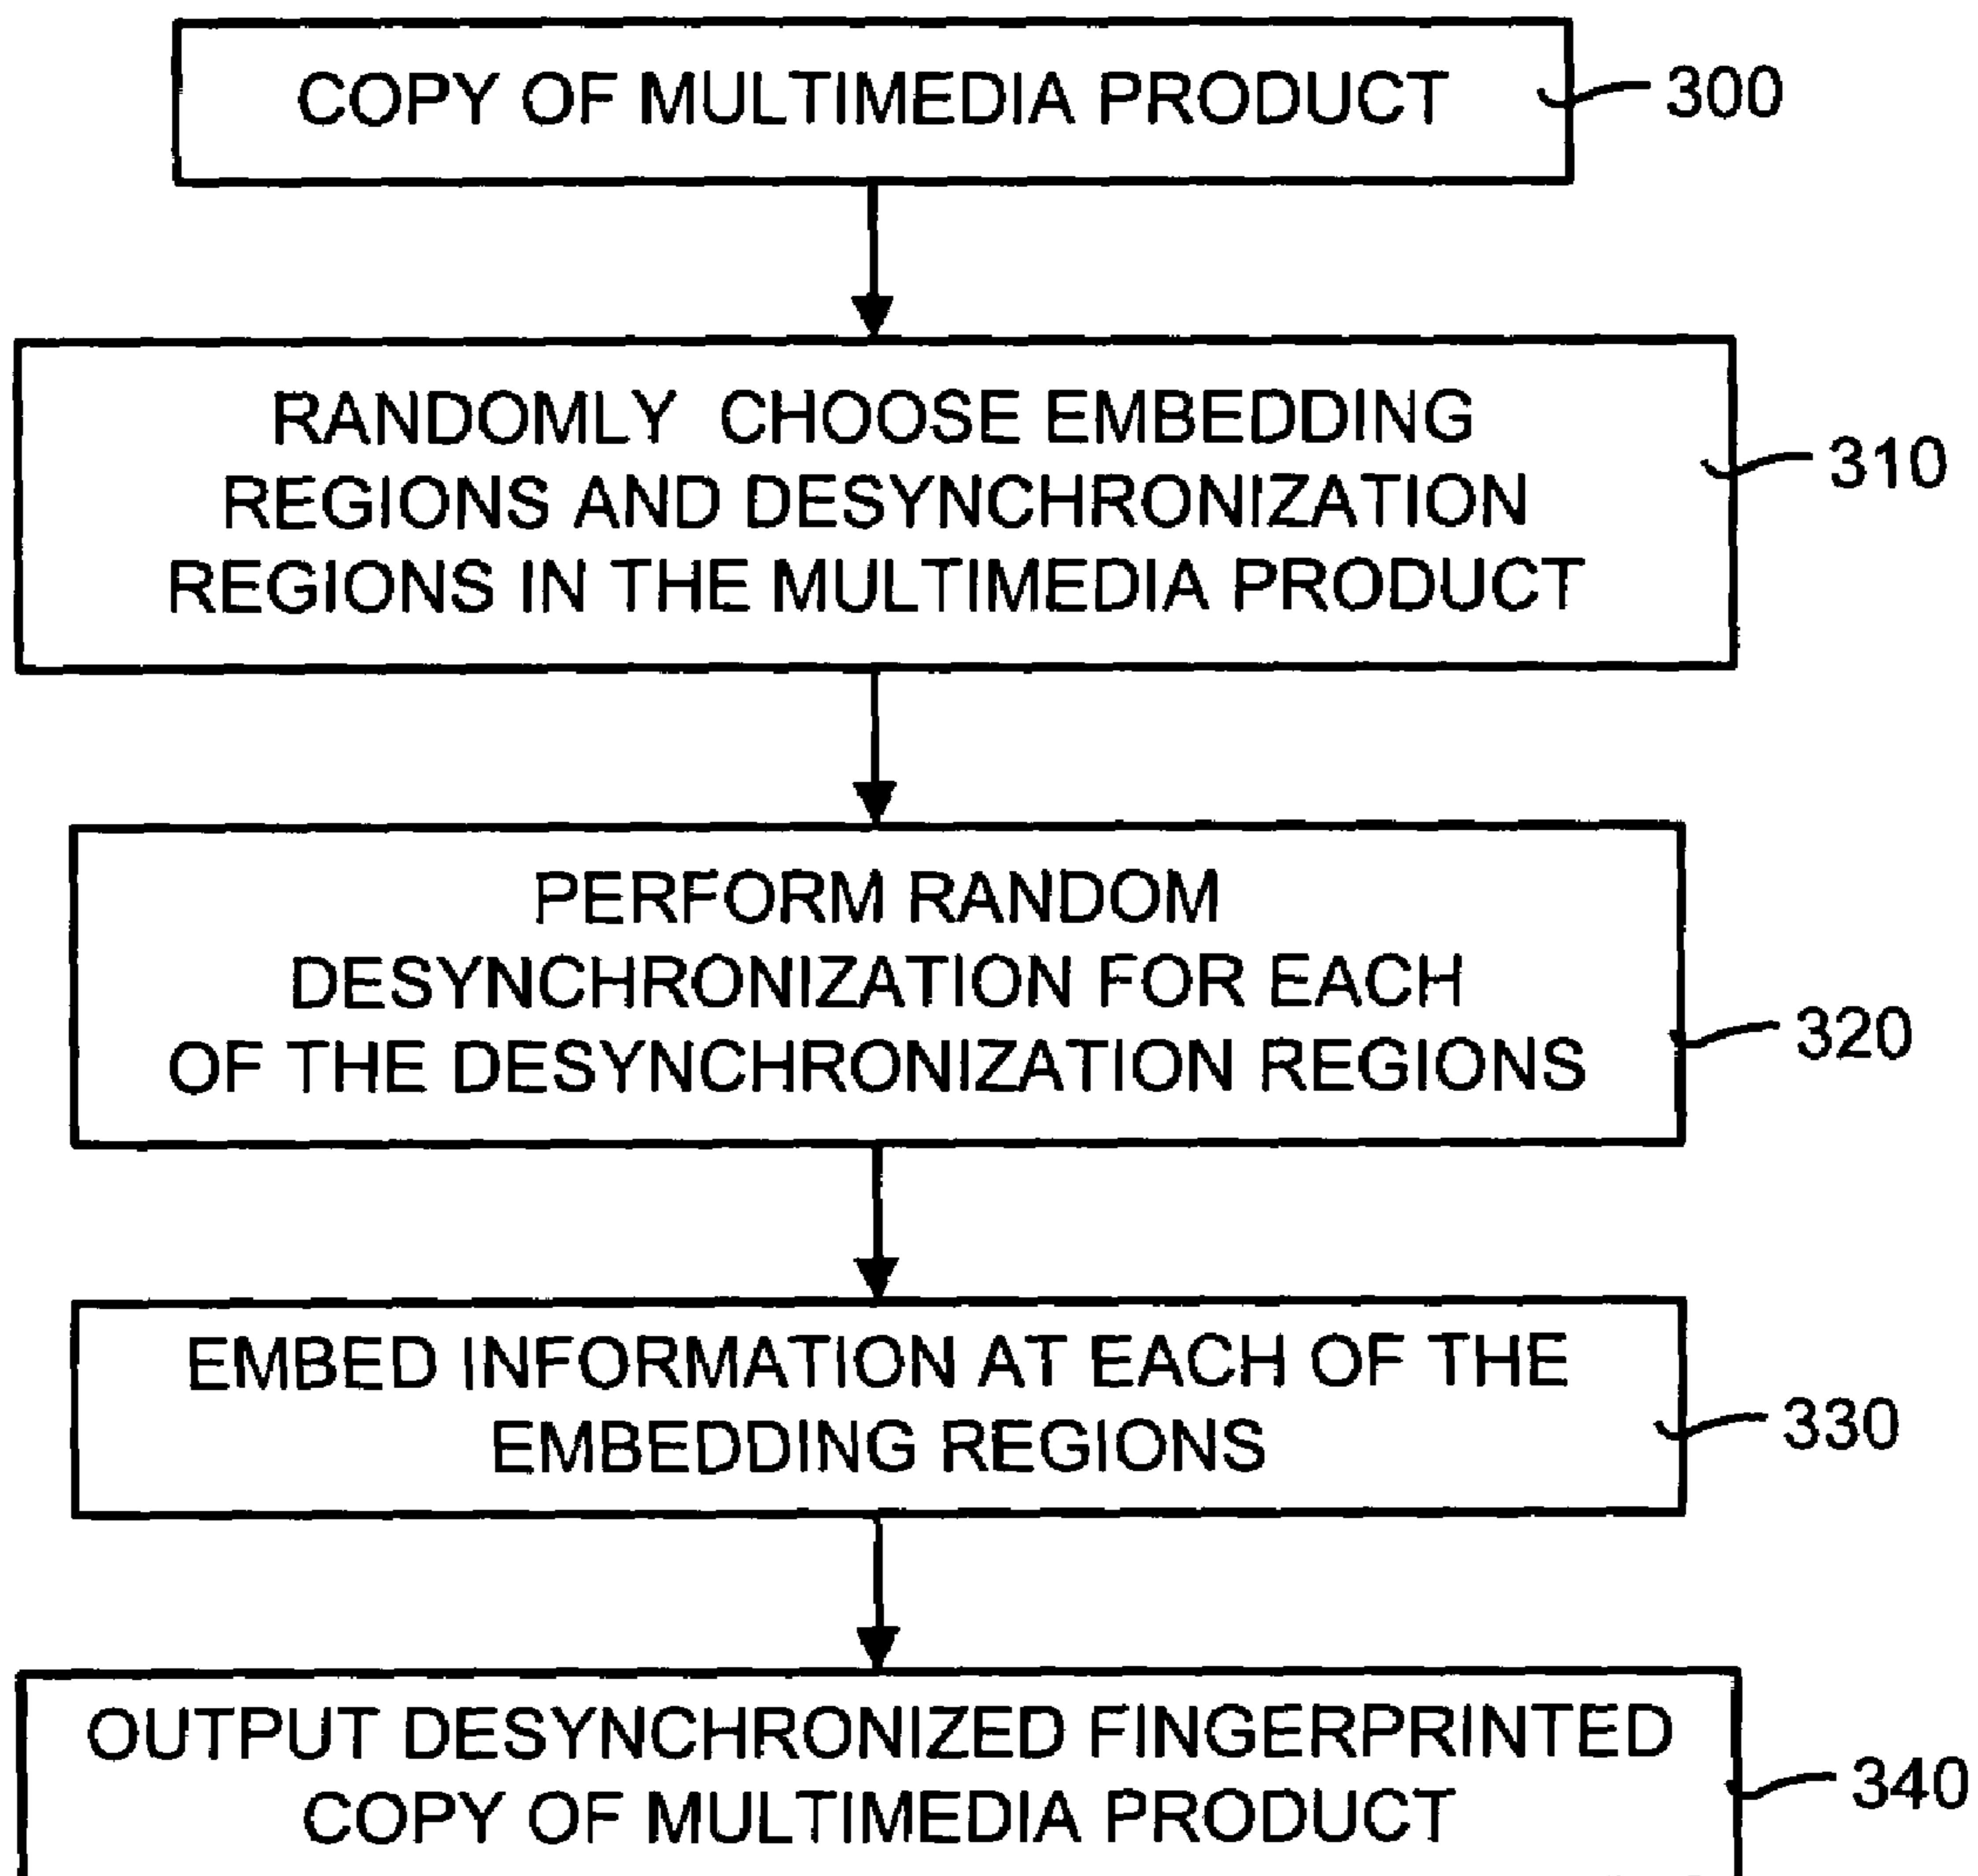 COPY OF MULTIMEDIA PRODUCT
300
RANDOMLY CHOOSE EMBEDDING
REGIONS AND DESYNCHRONIZATION
REGIONS IN THE MULTIMEDIA PRODUCT
310
PERFORM RANDOM
DESYNCHRONIZATION FOR EACH
OF THE DESYNCHRONIZATION REGIONS
320
EMBED INFORMATION AT EACH OF THE
EMBEDDING REGIONS
330
OUTPUT DESYNCHRONIZED FINGERPRINTED
COPY OF MULTIMEDIA PRODUCT
340